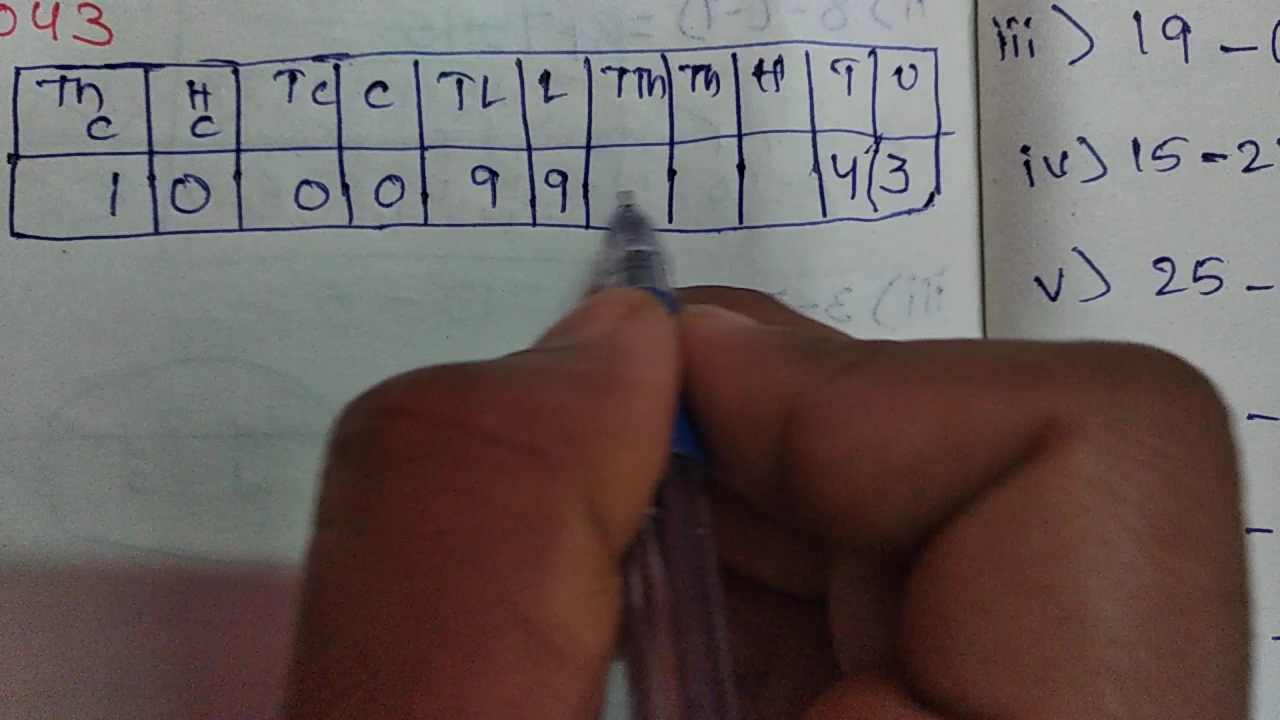 043
Th C H C TC C TL L TTh Th H T U
1 0 0 0 9 9 4 3
iii) 19 - (
iv) 15 - 2
v) 25 -